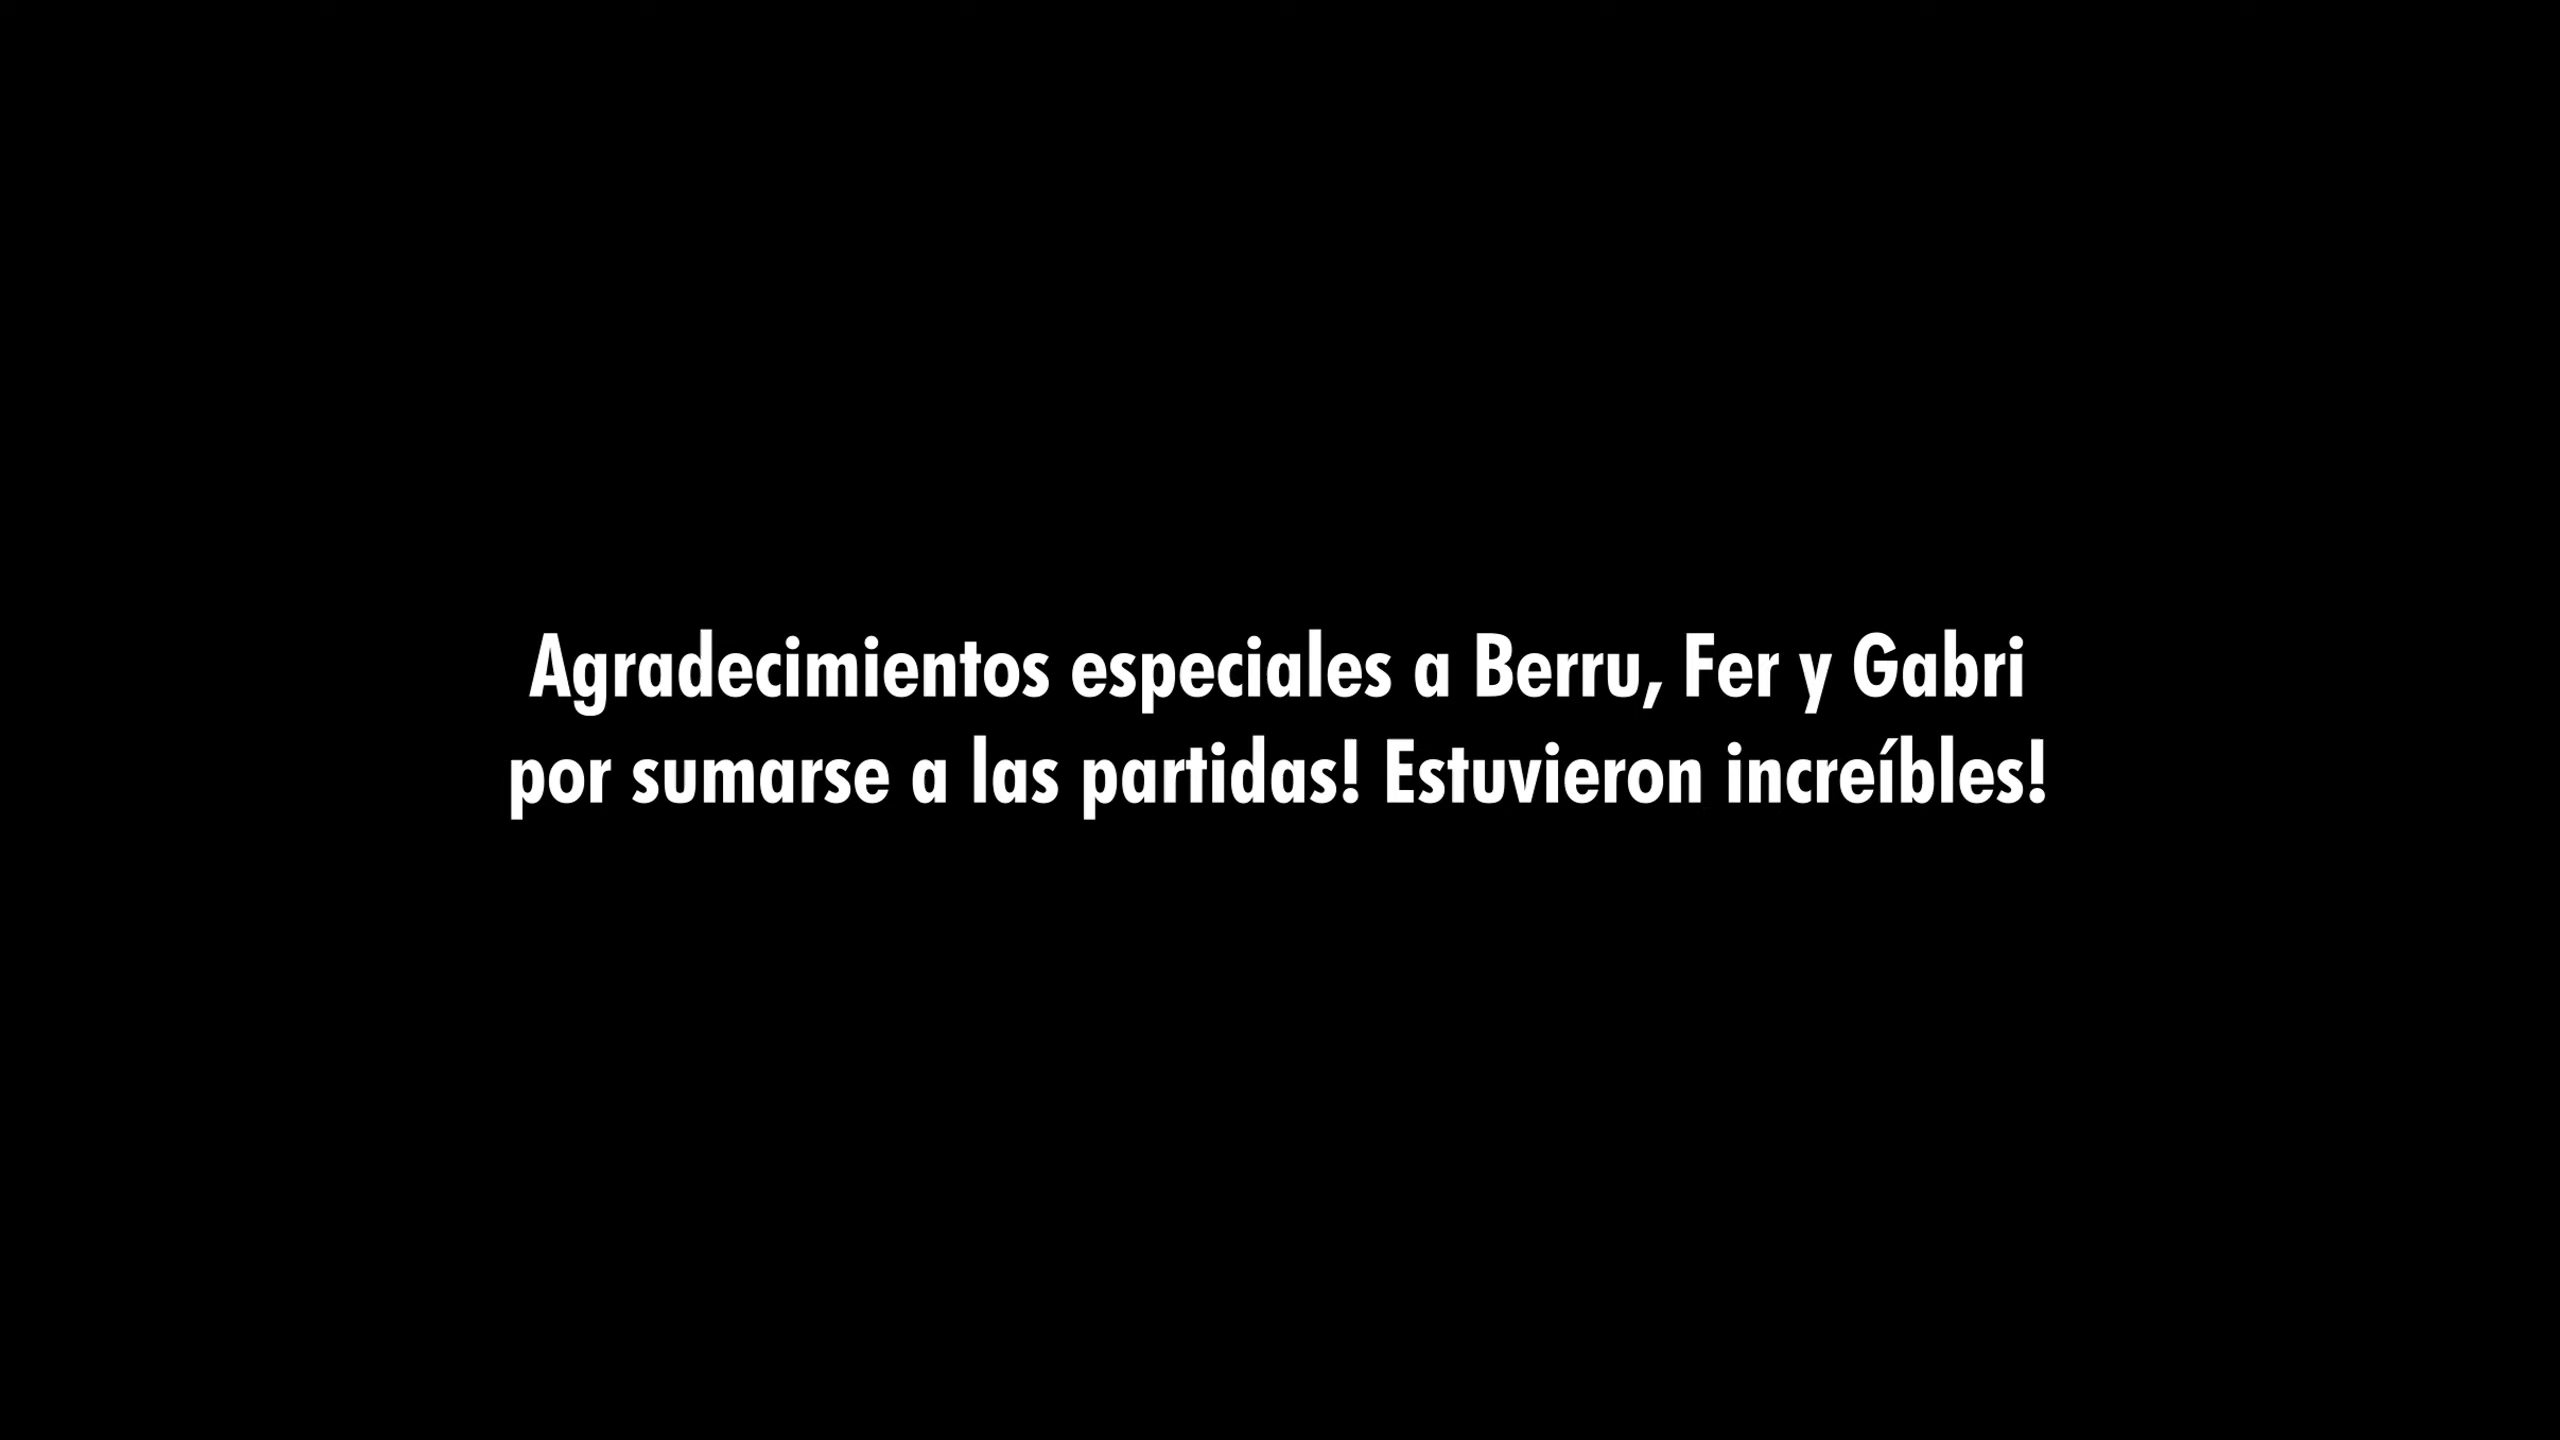 Agradecimientos especiales a Berru, Fer y Gabri
por sumarse a las partidas! Estuvieron increíbles!